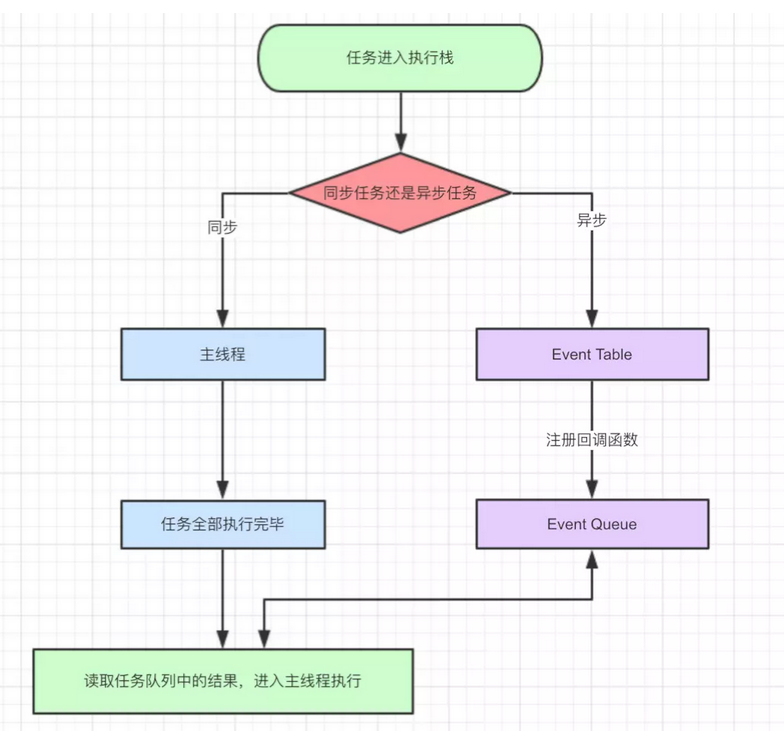 任务进入执行栈
同步任务还是异步任务
同步
异步
主线程
Event Table
注册回调函数
任务全部执行完毕
Event Queue
读取任务队列中的结果，进入主线程执行